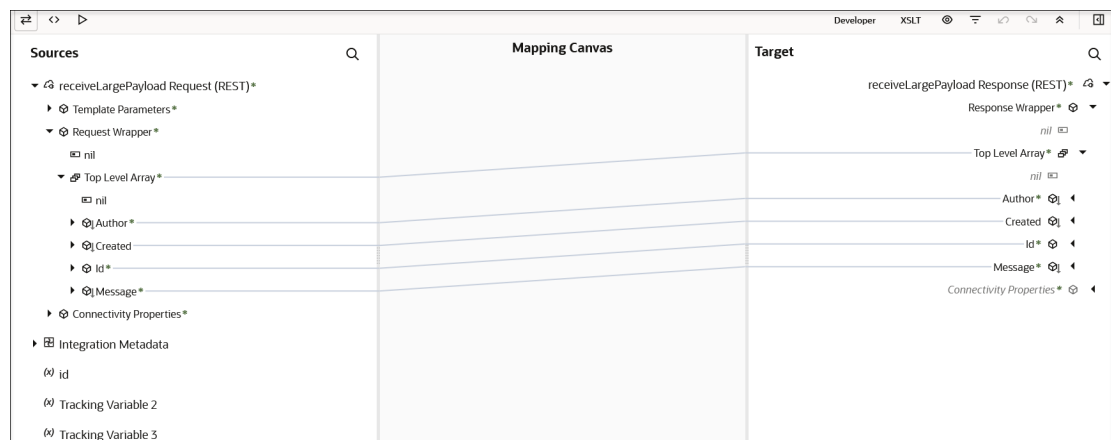 Developer XSLT
Sources Mapping Canvas Target
receiveLargePayload Request (REST)* receiveLargePayload Response (REST)*
Template Parameters* Response Wrapper*
Request Wrapper* nil
nil Top Level Array*
Top Level Array* nil
nil Author*
Author* Created
Created Id*
Id* Message*
Message* Connectivity Properties*
Connectivity Properties*
Integration Metadata
(x) id
(x) Tracking Variable 2
(x) Tracking Variable 3